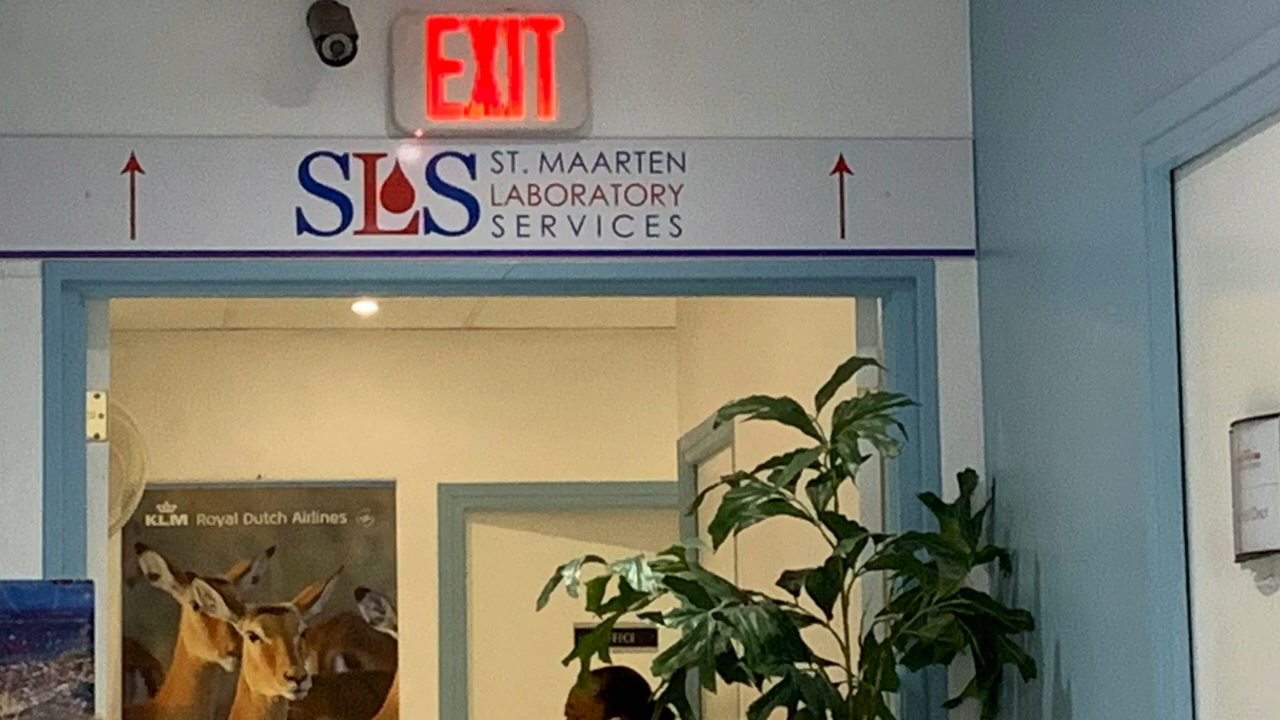 EXIT
SLS
ST. MAARTEN
LABORATORY
SERVICES
KLM Royal Dutch Airlines